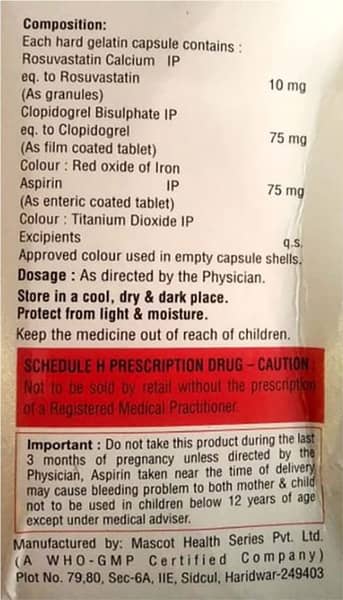 Composition:
Each hard gelatin capsule contains :
Rosuvastatin Calcium IP
eq. to Rosuvastatin 10 mg
(As granules)
Clopidogrel Bisulphate IP
eq. to Clopidogrel 75 mg
(As film coated tablet)
Colour : Red oxide of Iron
Aspirin IP 75 mg
(As enteric coated tablet)
Colour : Titanium Dioxide IP
Excipients q.s.
Approved colour used in empty capsule shells.
Dosage : As directed by the Physician.
Store in a cool, dry & dark place.
Protect from light & moisture.
Keep the medicine out of reach of children.
SCHEDULE H PRESCRIPTION DRUG – CAUTION :
Not to be sold by retail without the prescription
of a Registered Medical Practitioner.
Important : Do not take this product during the last
3 months of pregnancy unless directed by the
Physician, Aspirin taken near the time of delivery
may cause bleeding problem to both mother & child
not to be used in children below 12 years of age
except under medical adviser.
Manufactured by: Mascot Health Series Pvt. Ltd.
(A WHO-GMP Certified Company)
Plot No. 79,80, Sec-6A, IIE, Sidcul, Haridwar-249403